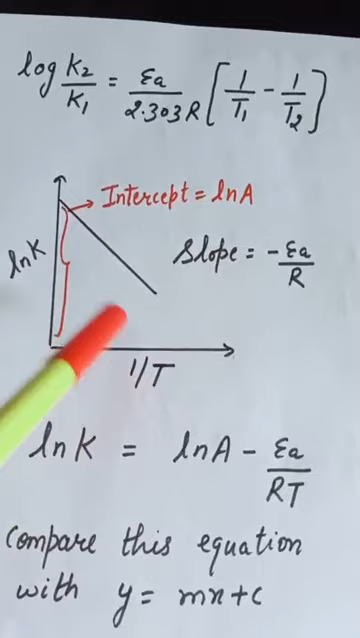 log K2/K1 = Ea/2.303R [1/T1 - 1/T2]
Intercept = lnA
lnK
Slope = -Ea/R
1/T
lnK = lnA - Ea/RT
compare this equation
with y = mx+c